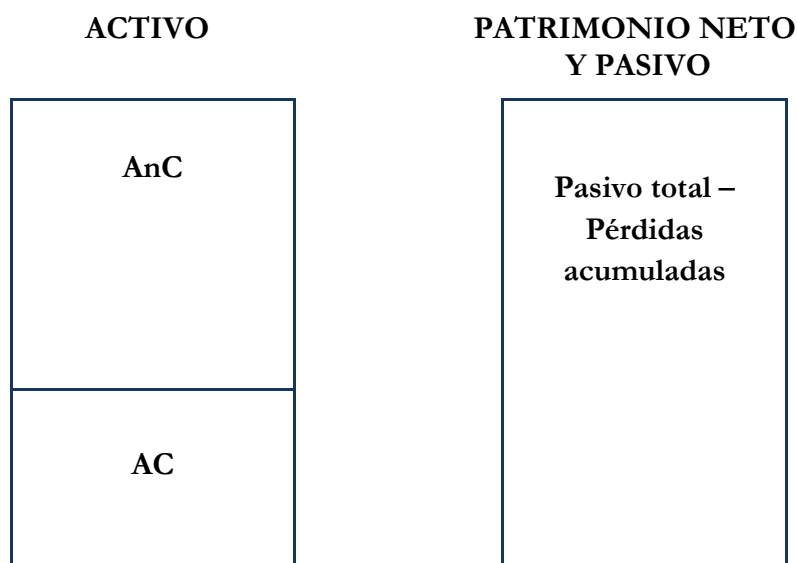 ACTIVO
PATRIMONIO NETO
Y PASIVO
AnC
AC
Pasivo total –
Pérdidas
acumuladas